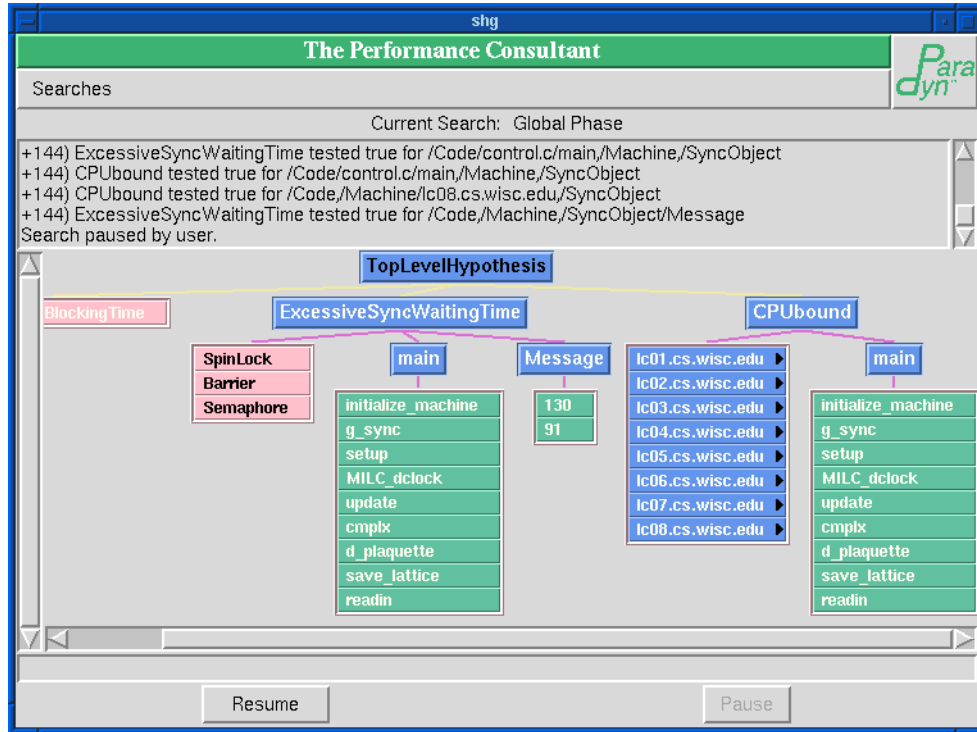 shg
The Performance Consultant
Para
dyn™
Searches
Current Search: Global Phase
+144) ExcessiveSyncWaitingTime tested true for /Code/control.c/main,/Machine,/SyncObject
+144) CPUbound tested true for /Code/control.c/main,/Machine,/SyncObject
+144) CPUbound tested true for /Code,/Machine/lc08.cs.wisc.edu,/SyncObject
+144) ExcessiveSyncWaitingTime tested true for /Code,/Machine,/SyncObject/Message
Search paused by user.
TopLevelHypothesis
BlockingTime
ExcessiveSyncWaitingTime
CPUbound
SpinLock
Barrier
Semaphore
main
initialize_machine
g_sync
setup
MILC_dclock
update
cmplx
d_plaquette
save_lattice
readin
Message
130
91
lc01.cs.wisc.edu
lc02.cs.wisc.edu
lc03.cs.wisc.edu
lc04.cs.wisc.edu
lc05.cs.wisc.edu
lc06.cs.wisc.edu
lc07.cs.wisc.edu
lc08.cs.wisc.edu
main
initialize_machine
g_sync
setup
MILC_dclock
update
cmplx
d_plaquette
save_lattice
readin
Resume
Pause